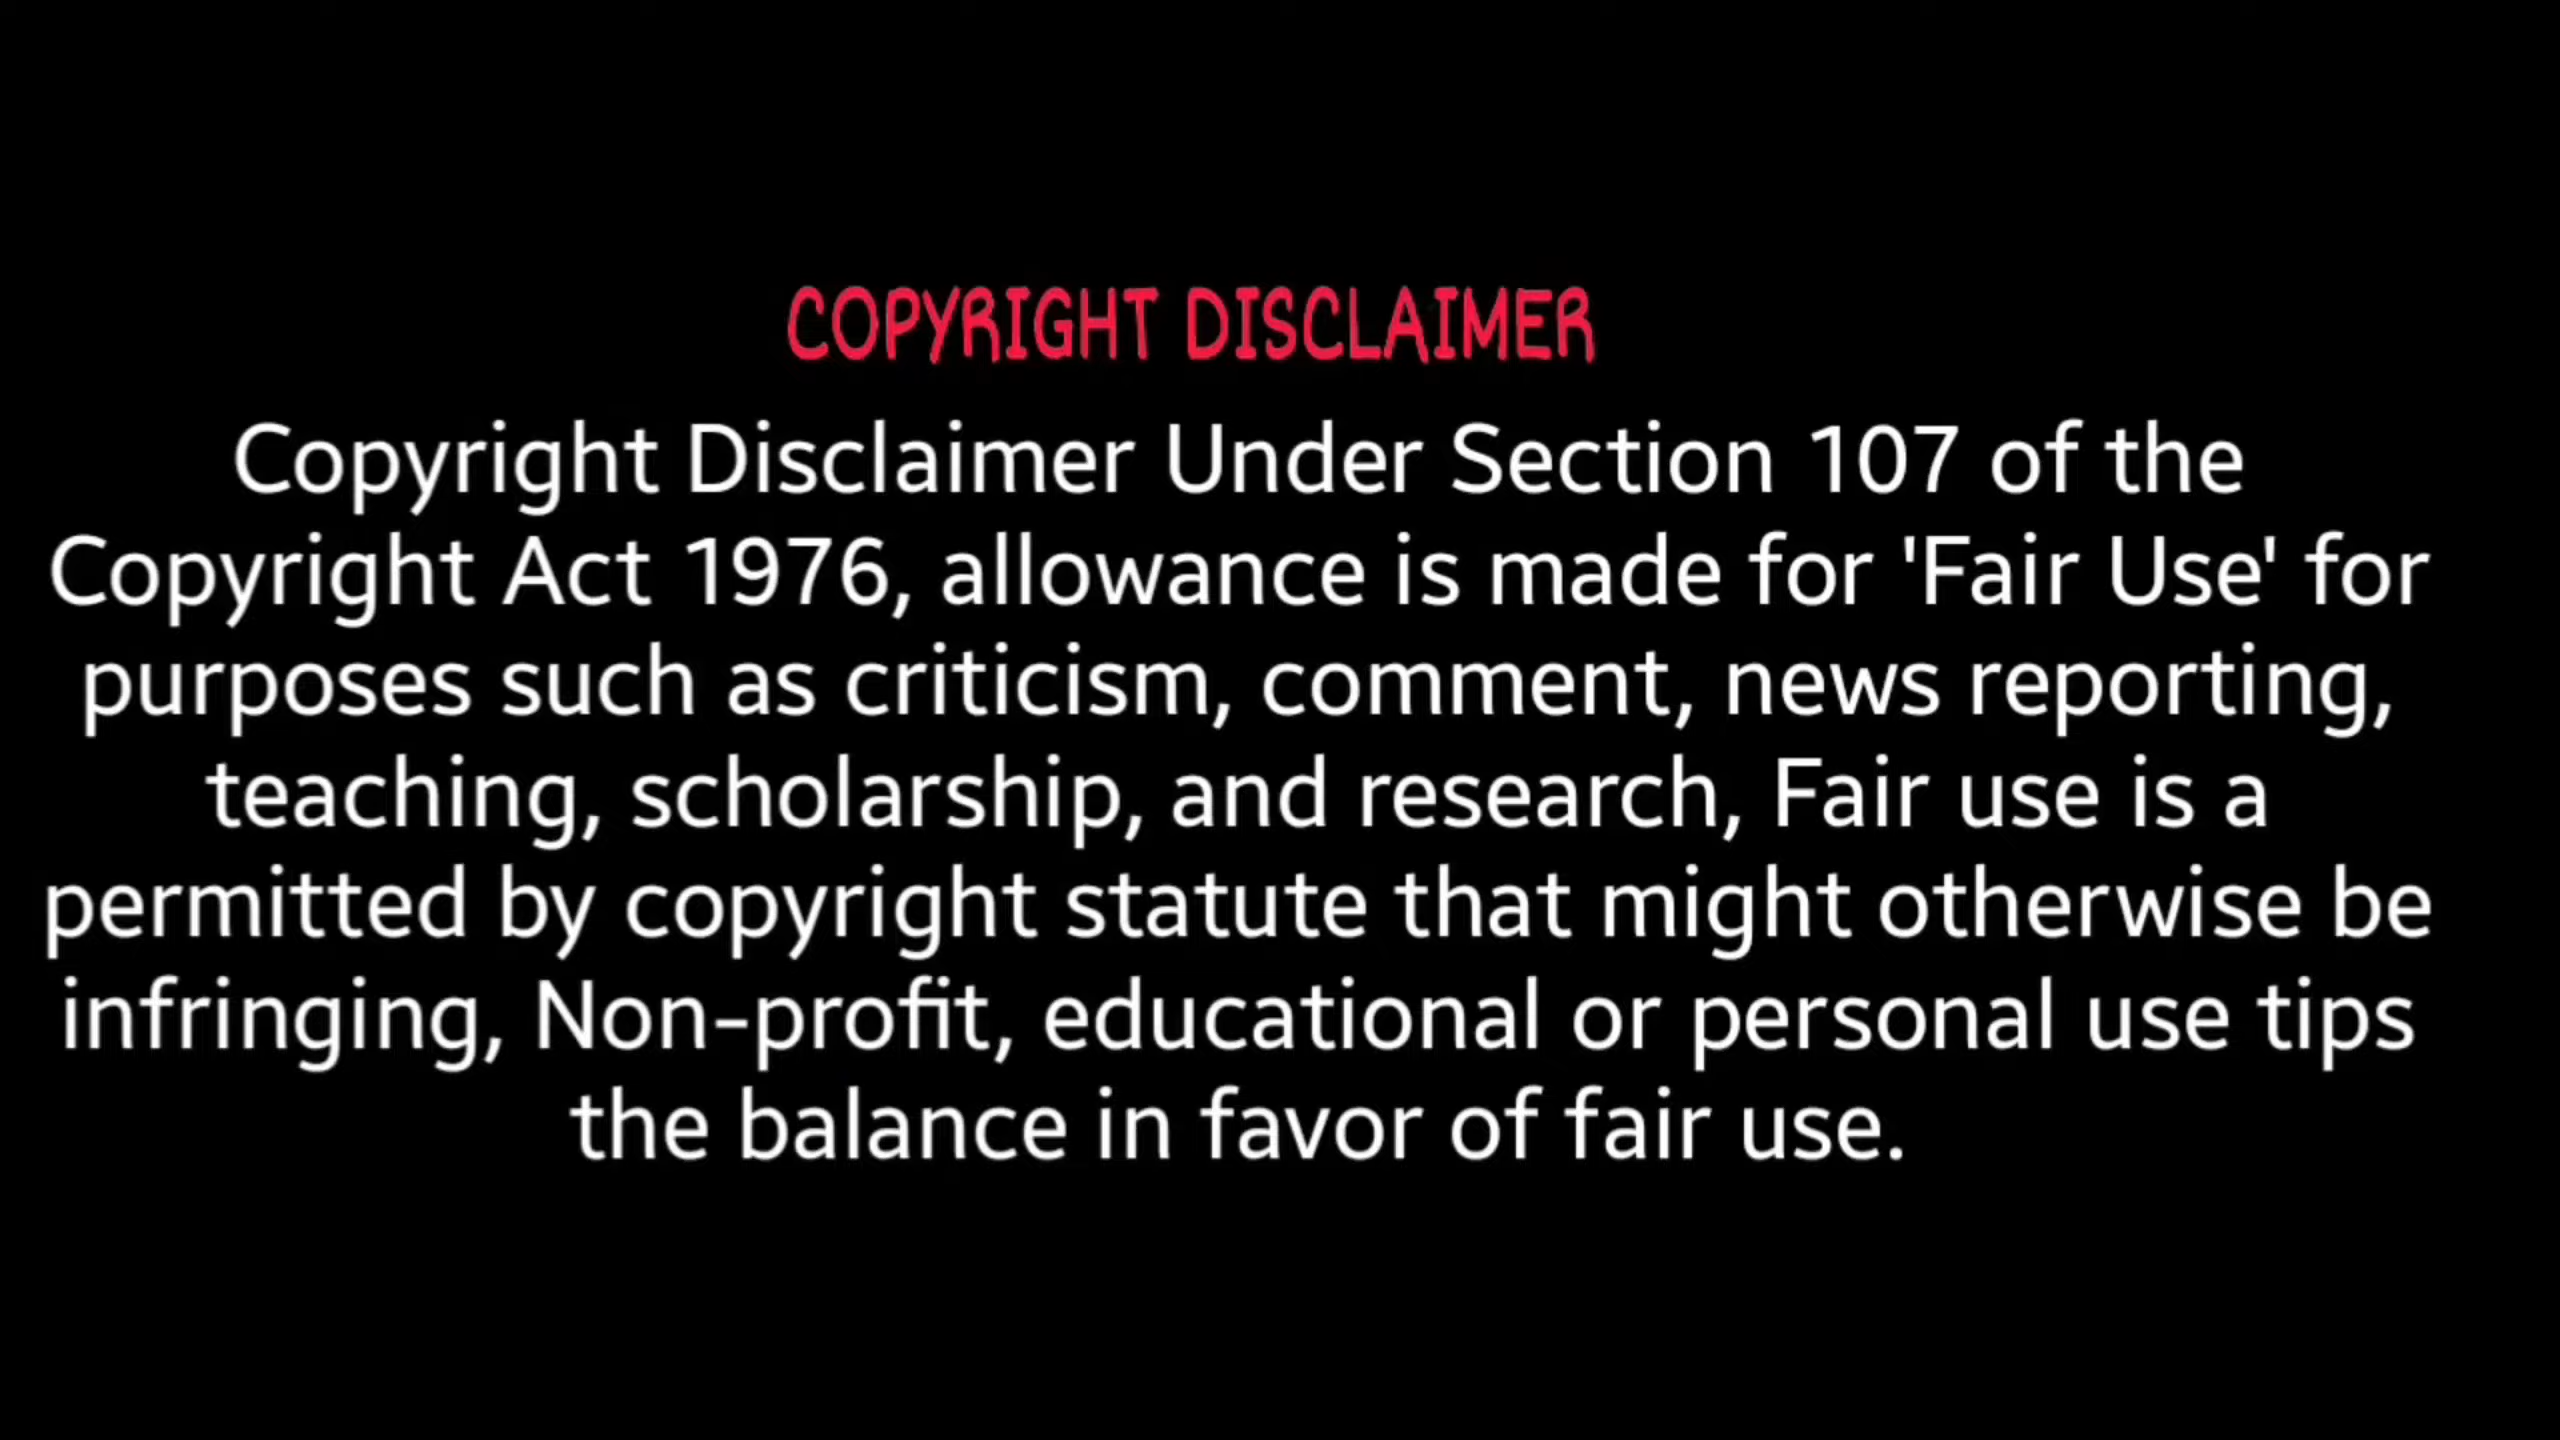 COPYRIGHT DISCLAIMER
Copyright Disclaimer Under Section 107 of the
Copyright Act 1976, allowance is made for 'Fair Use' for
purposes such as criticism, comment, news reporting,
teaching, scholarship, and research, Fair use is a
permitted by copyright statute that might otherwise be
infringing, Non-profit, educational or personal use tips
the balance in favor of fair use.